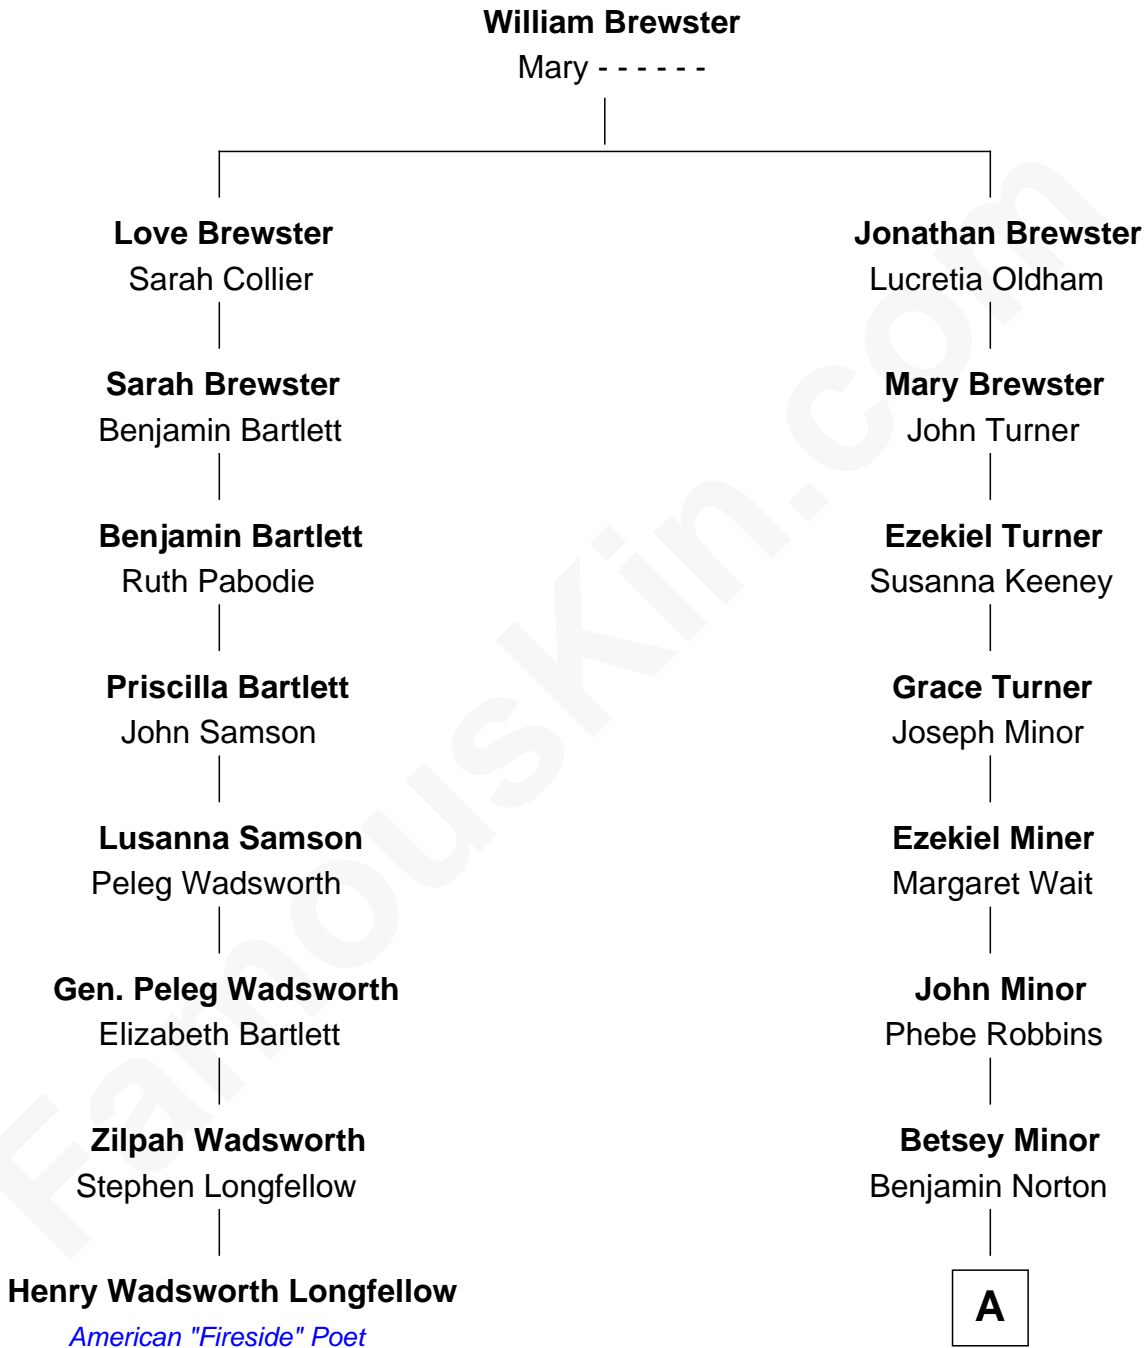 William Brewster
Mary - - - - - -
Love Brewster
Sarah Collier
Jonathan Brewster
Lucretia Oldham
Sarah Brewster
Benjamin Bartlett
Mary Brewster
John Turner
Benjamin Bartlett
Ruth Pabodie
Ezekiel Turner
Susanna Keeney
Priscilla Bartlett
John Samson
Grace Turner
Joseph Minor
Lusanna Samson
Peleg Wadsworth
Ezekiel Miner
Margaret Wait
Gen. Peleg Wadsworth
Elizabeth Bartlett
John Minor
Phebe Robbins
Zilpah Wadsworth
Stephen Longfellow
Betsey Minor
Benjamin Norton
Henry Wadsworth Longfellow
American "Fireside" Poet
A
FamousKin.com